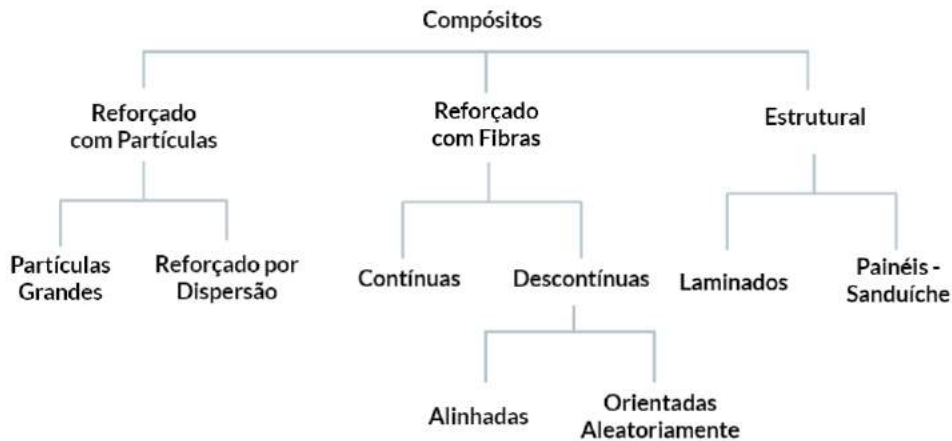 Compósitos
Reforçado
com Partículas
Reforçado
com Fibras
Estrutural
Partículas
Grandes
Reforçado por
Dispersão
Contínuas
Descontínuas
Laminados
Painéis -
Sanduíche
Alinhadas
Orientadas
Aleatoriamente